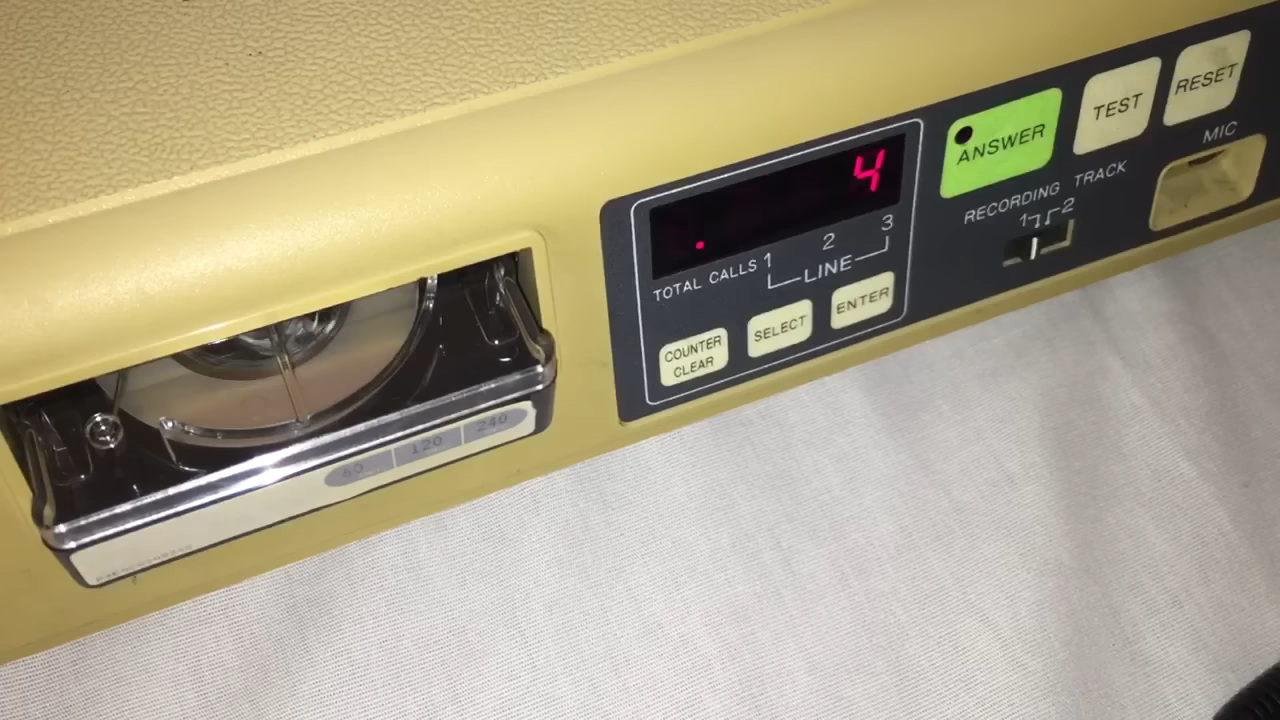 4
.
TOTAL CALLS 1 2 3
LINE
COUNTER
CLEAR
SELECT
ENTER
ANSWER
TEST
RESET
MIC
RECORDING TRACK
1 2
60 120 240